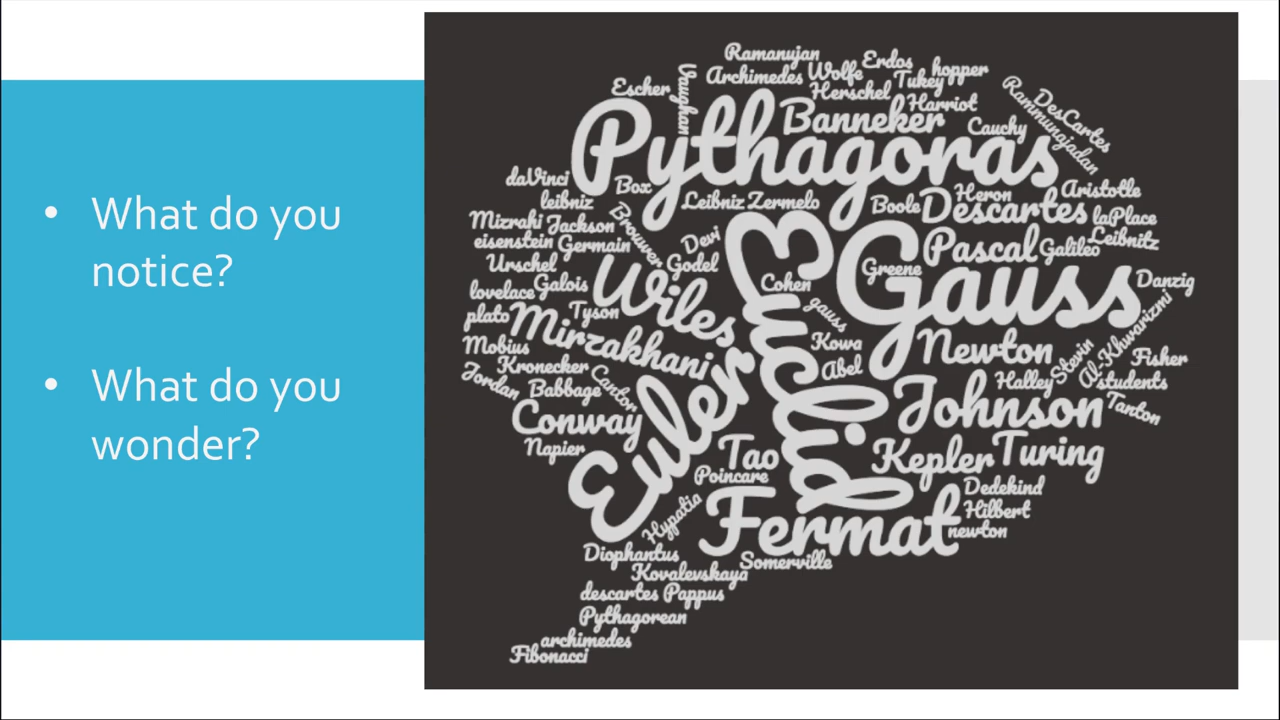 • What do you
notice?
• What do you
wonder?
Ramanujan
Erdos
Archimedes Wolfe Tukey hopper
Escher
Vaughan
Herschel Harriot
DesCartes
Rammunajadan
Banneker
Cauchy
Pythagoras
daVinci
Box
Heron
Aristotle
leibniz
Leibniz Zermelo
Boole
Descartes
laPlace
Mizrahi Jackson
Brouwer
Devi
eisenstein Germain
Pascal
Galileo
Leibnitz
Urschel
Godel
Greene
Gauss
Danzig
lovelace
Galois
Wiles
Cohen
Euclid
gauss
plato
Tyson
Mirzakhani
Kowa
Newton
Al-Khwarizmi
Mobius
Abel
Stevin
Fisher
Kronecker
Halley
students
Jordan
Babbage
Cantor
Euler
Johnson
Tanton
Conway
Napier
Tao
Kepler
Turing
Poincare
Dedekind
Hypatia
Fermat
Hilbert
newton
Diophantus
Somerville
Kovalevskaya
descartes Pappus
Pythagorean
archimedes
Fibonacci